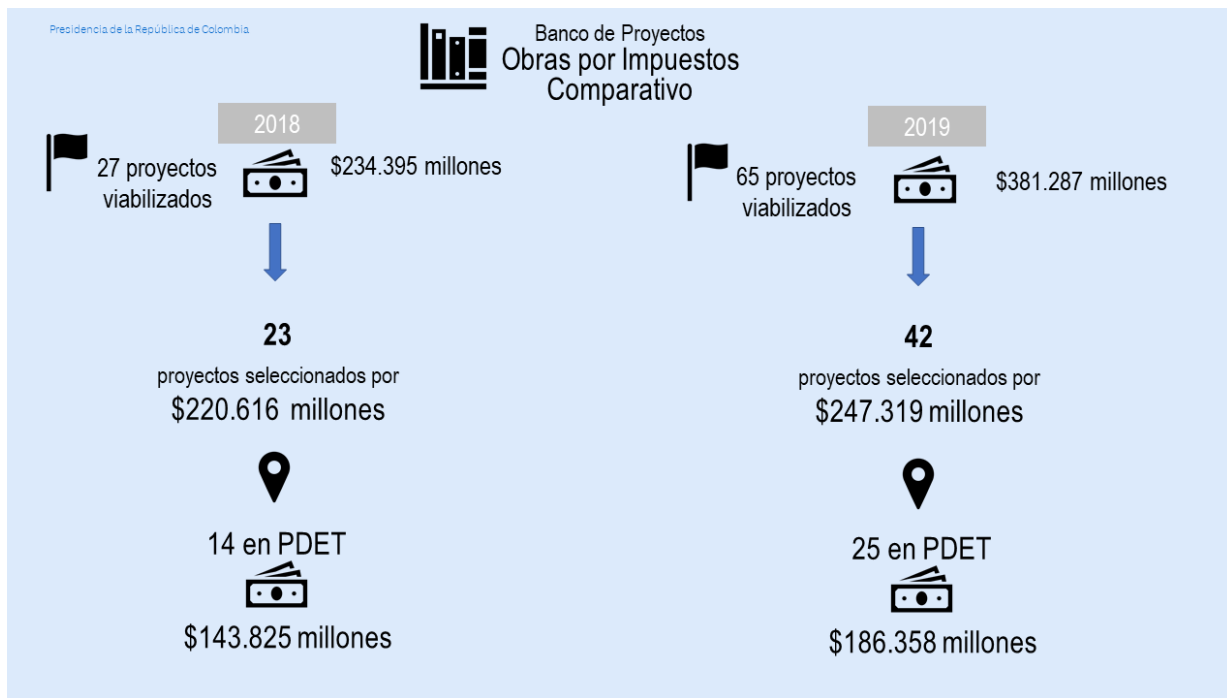 Presidencia de la República de Colombia
Banco de Proyectos
Obras por Impuestos
Comparativo
2018
27 proyectos
viabilizados
$234.395 millones
23
proyectos seleccionados por
$220.616 millones
14 en PDET
$143.825 millones
2019
65 proyectos
viabilizados
$381.287 millones
42
proyectos seleccionados por
$247.319 millones
25 en PDET
$186.358 millones